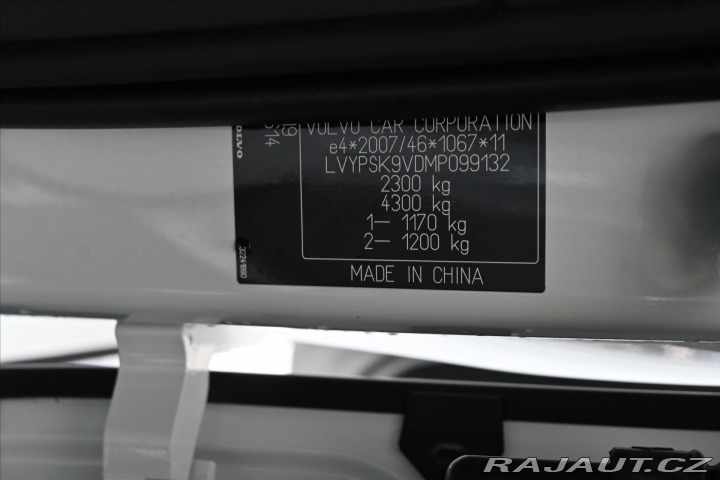 VOLVO CAR CORPORATION
e4*2007/46*1067*11
LVYPSK9VDMP099132
2300 kg
4300 kg
1– 1170 kg
2– 1200 kg
MADE IN CHINA
VOLVO
RAJAUT.CZ